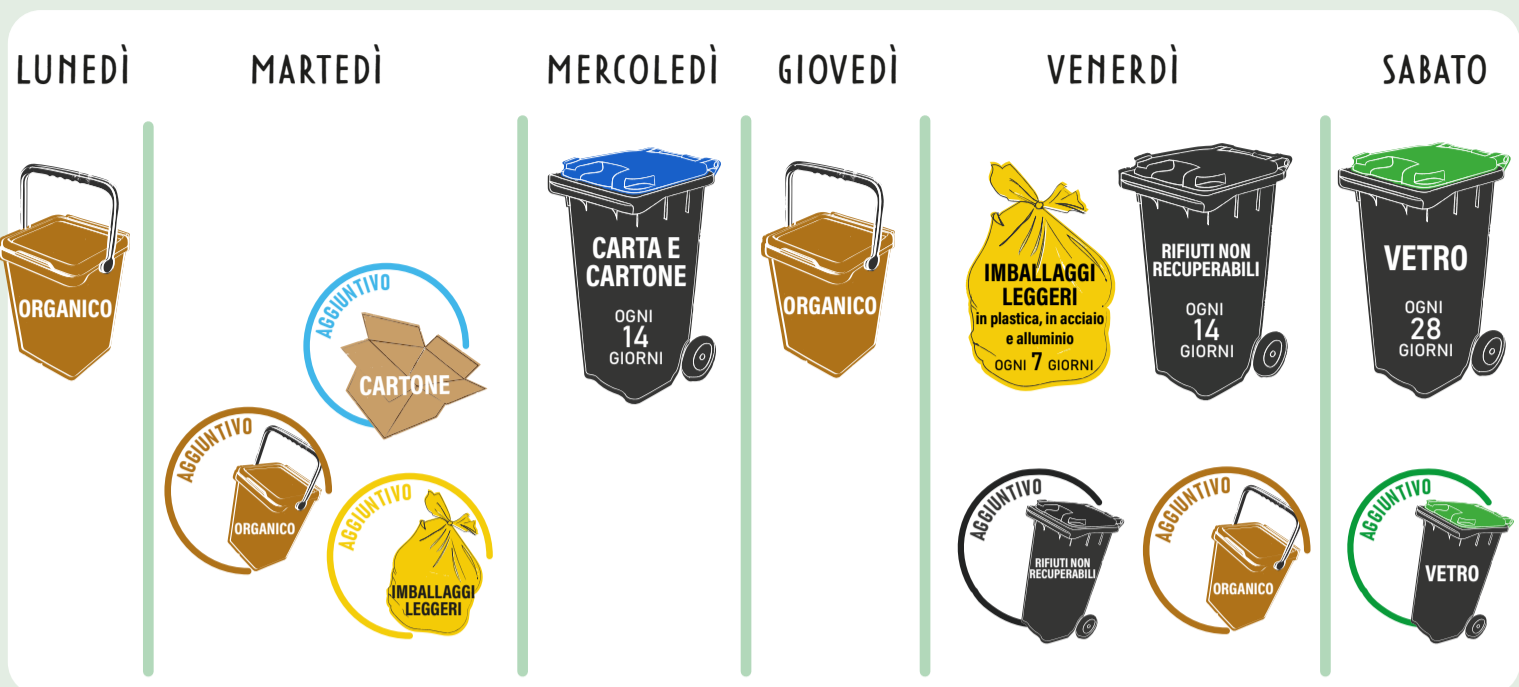 LUNEDÌ
MARTEDÌ
MERCOLEDÌ
GIOVEDÌ
VENERDÌ
SABATO
ORGANICO
AGGIUNTIVO
CARTONE
AGGIUNTIVO
ORGANICO
AGGIUNTIVO
IMBALLAGGI
LEGGERI
CARTA E
CARTONE
OGNI
14
GIORNI
ORGANICO
IMBALLAGGI
LEGGERI
in plastica, in acciaio
e alluminio
OGNI 7 GIORNI
RIFIUTI NON
RECUPERABILI
OGNI
14
GIORNI
AGGIUNTIVO
RIFIUTI NON
RECUPERABILI
AGGIUNTIVO
ORGANICO
VETRO
OGNI
28
GIORNI
AGGIUNTIVO
VETRO